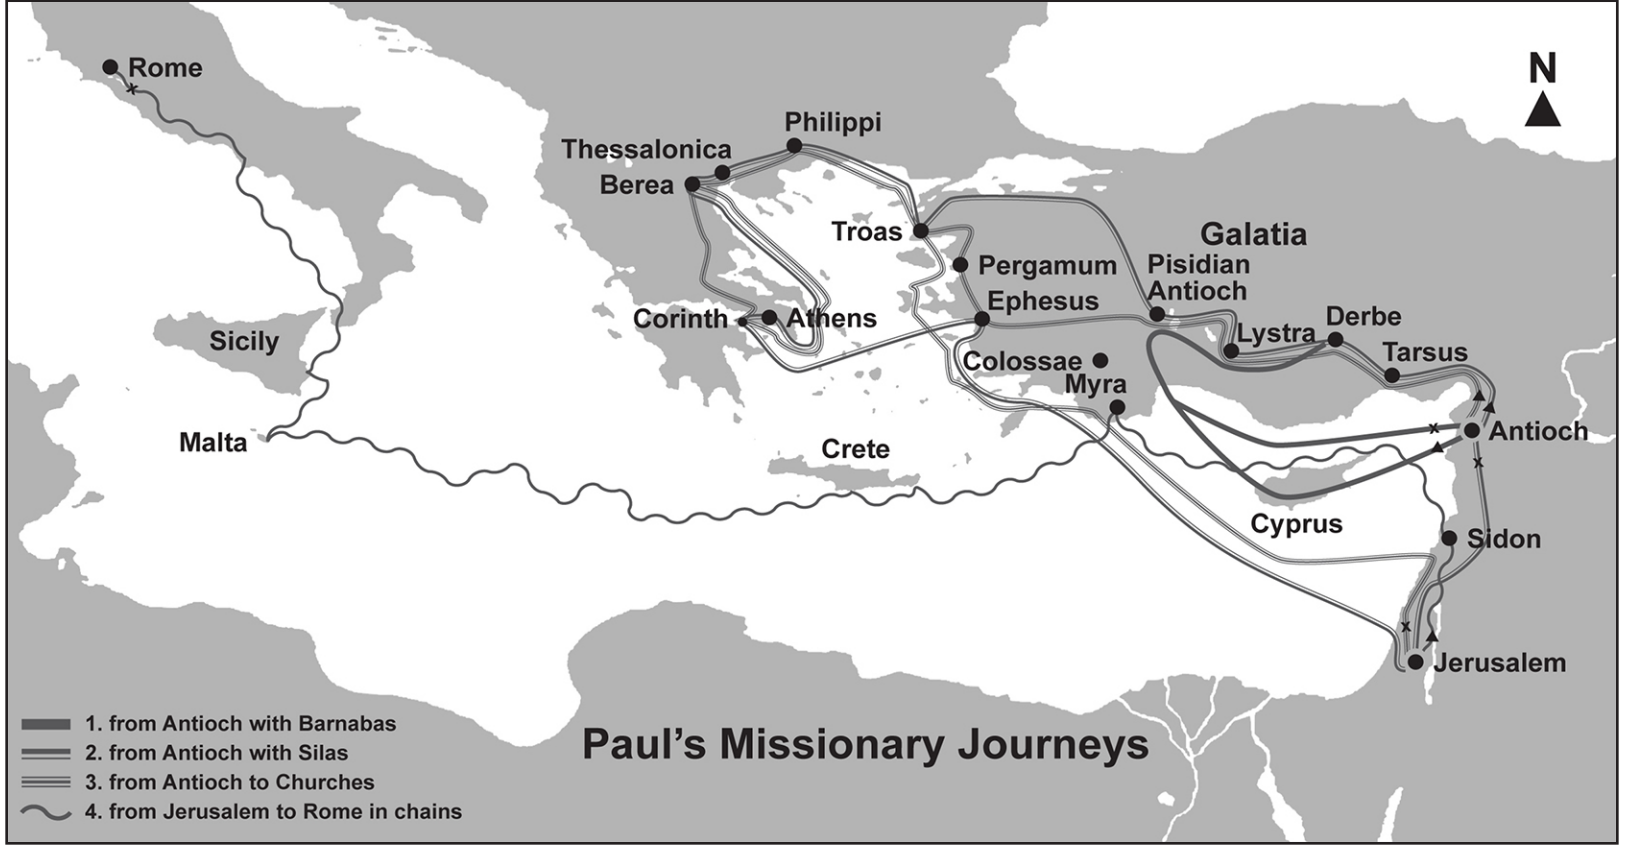 N
Rome
Philippi
Thessalonica
Berea
Troas
Galatia
Pergamum
Pisidian
Antioch
Ephesus
Corinth
Athens
Derbe
Lystra
Sicily
Tarsus
Colossae
Myra
Antioch
Malta
Crete
Cyprus
Sidon
Jerusalem
x
x
x
x
Paul’s Missionary Journeys
1. from Antioch with Barnabas
2. from Antioch with Silas
3. from Antioch to Churches
4. from Jerusalem to Rome in chains